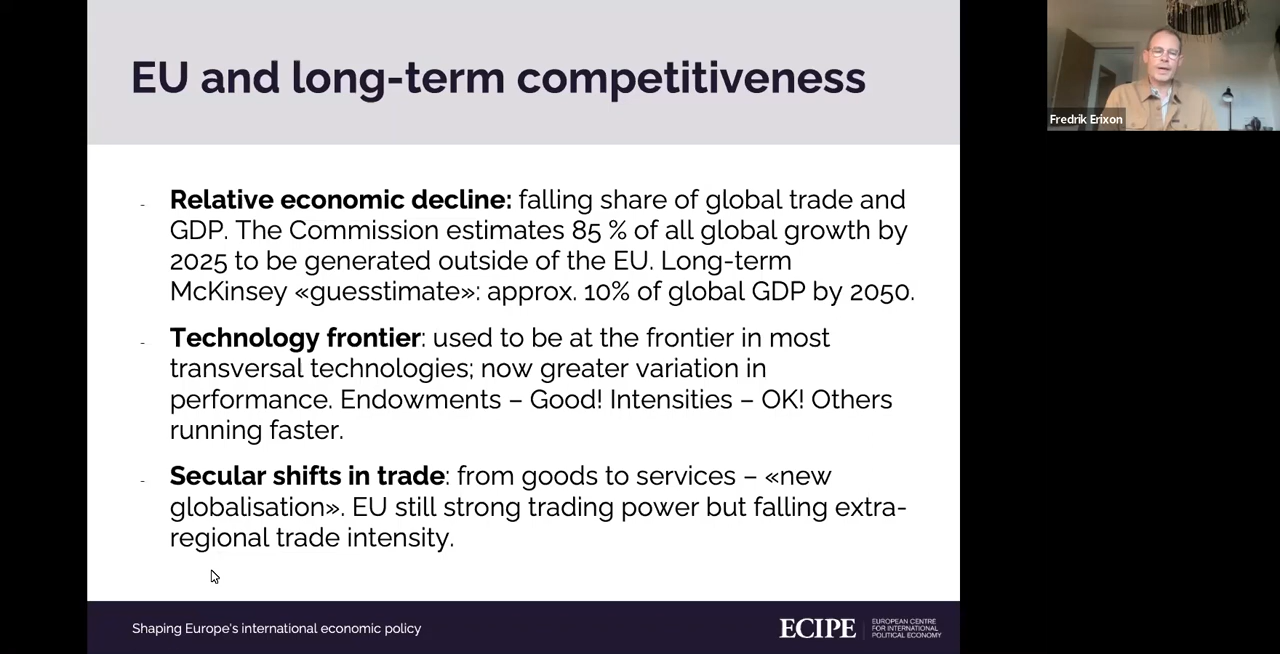 EU and long-term competitiveness
- Relative economic decline: falling share of global trade and
GDP. The Commission estimates 85 % of all global growth by
2025 to be generated outside of the EU. Long-term
McKinsey «guesstimate»: approx. 10% of global GDP by 2050.
- Technology frontier: used to be at the frontier in most
transversal technologies; now greater variation in
performance. Endowments – Good! Intensities – OK! Others
running faster.
- Secular shifts in trade: from goods to services – «new
globalisation». EU still strong trading power but falling extra-
regional trade intensity.
Shaping Europe's international economic policy
ECIPE
EUROPEAN CENTRE
FOR INTERNATIONAL
POLITICAL ECONOMY
Fredrik Erixon